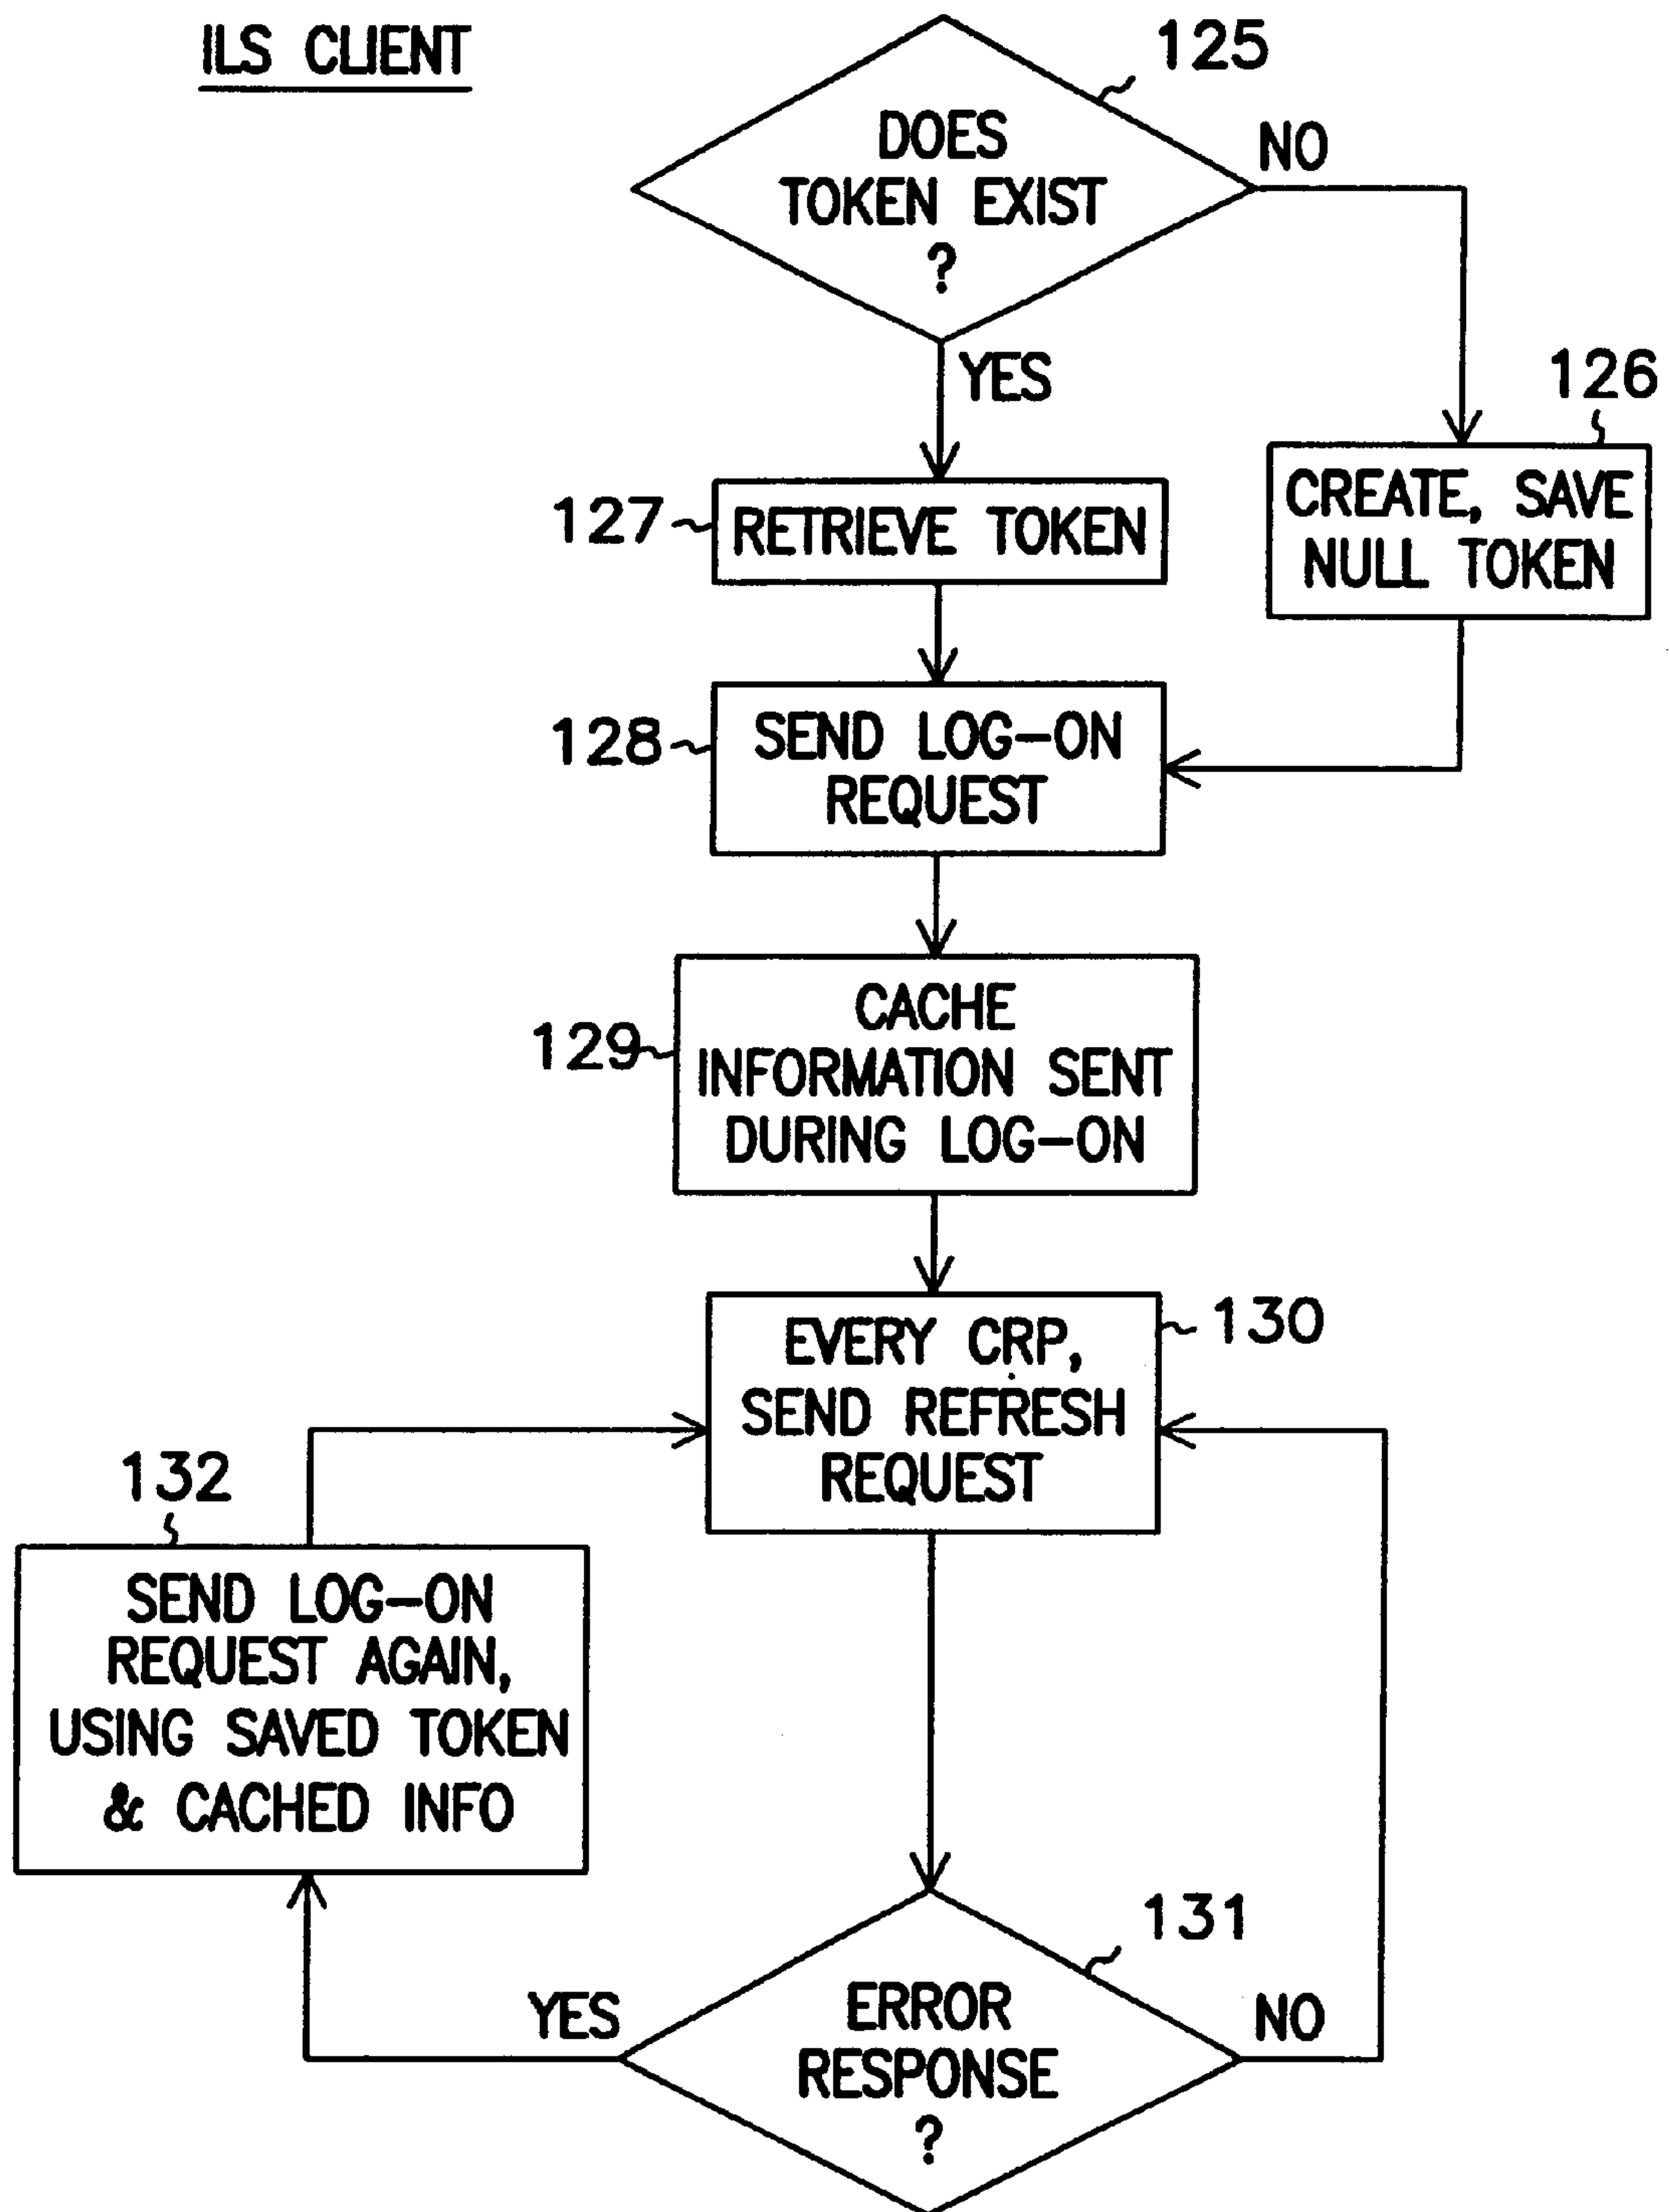 ILS CLIENT
125
DOES
TOKEN EXIST
?
NO
YES
126
CREATE, SAVE
NULL TOKEN
127
RETRIEVE TOKEN
128
SEND LOG-ON
REQUEST
129
CACHE
INFORMATION SENT
DURING LOG-ON
130
EVERY CRP,
SEND REFRESH
REQUEST
132
SEND LOG-ON
REQUEST AGAIN,
USING SAVED TOKEN
& CACHED INFO
131
YES
ERROR
RESPONSE
?
NO